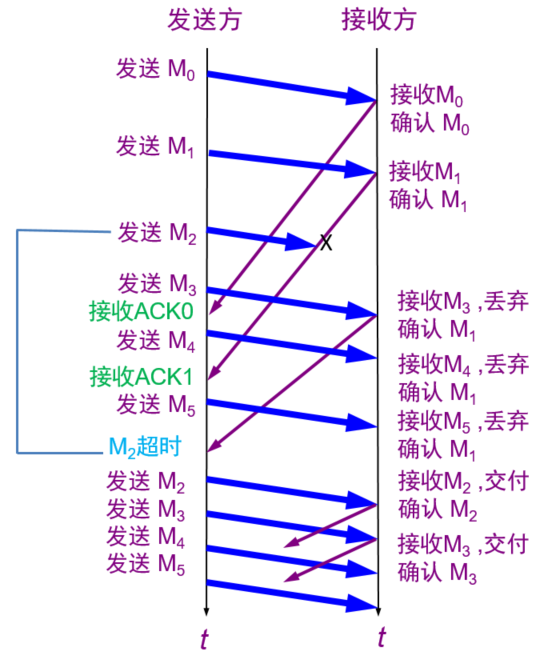 发送方
接收方
发送 M₀
接收M₀
确认 M₀
发送 M₁
接收M₁
确认 M₁
发送 M₂
X
发送 M₃
接收ACK0
接收M₃ ,丢弃
确认 M₁
发送 M₄
接收ACK1
接收M₄ ,丢弃
确认 M₁
发送 M₅
接收M₅ ,丢弃
确认 M₁
M₂超时
发送 M₂
接收M₂ ,交付
确认 M₂
发送 M₃
发送 M₄
接收M₃ ,交付
确认 M₃
发送 M₅
t
t